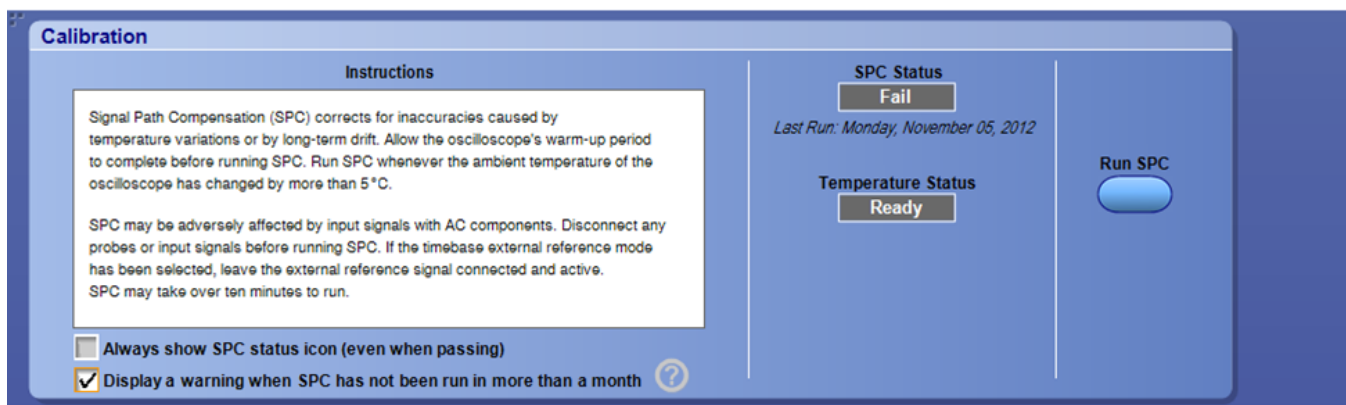 Calibration
Instructions
Signal Path Compensation (SPC) corrects for inaccuracies caused by
temperature variations or by long-term drift. Allow the oscilloscope's warm-up period
to complete before running SPC. Run SPC whenever the ambient temperature of the
oscilloscope has changed by more than 5°C.
SPC may be adversely affected by input signals with AC components. Disconnect any
probes or input signals before running SPC. If the timebase external reference mode
has been selected, leave the external reference signal connected and active.
SPC may take over ten minutes to run.
Always show SPC status icon (even when passing)
Display a warning when SPC has not been run in more than a month ?
SPC Status
Fail
Last Run: Monday, November 05, 2012
Temperature Status
Ready
Run SPC